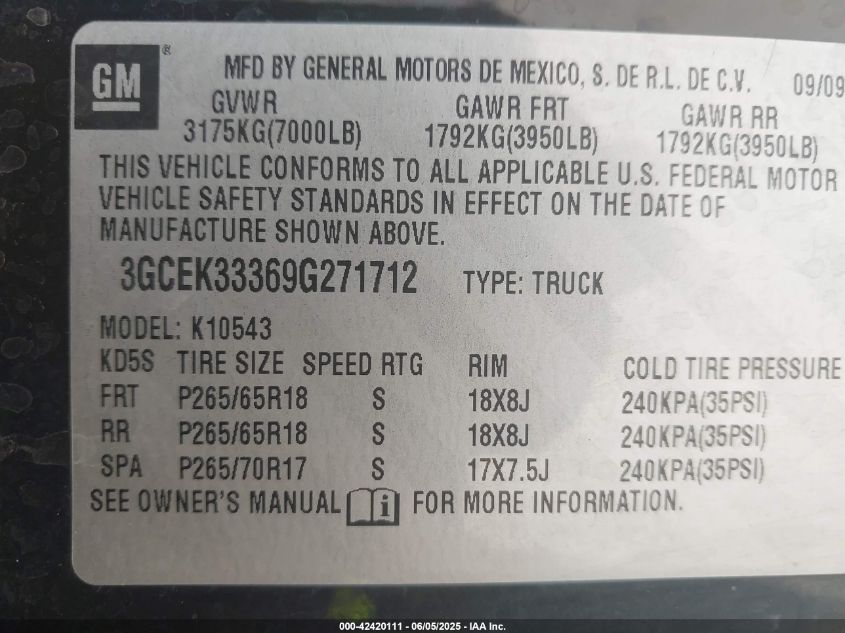 GM ®
MFD BY GENERAL MOTORS DE MEXICO, S. DE R.L. DE C.V. 09/09
GVWR GAWR FRT GAWR RR
3175KG(7000LB) 1792KG(3950LB) 1792KG(3950LB)
THIS VEHICLE CONFORMS TO ALL APPLICABLE U.S. FEDERAL MOTOR
VEHICLE SAFETY STANDARDS IN EFFECT ON THE DATE OF
MANUFACTURE SHOWN ABOVE.
3GCEK33369G271712 TYPE: TRUCK
MODEL: K10543
KD5S TIRE SIZE SPEED RTG RIM COLD TIRE PRESSURE
FRT P265/65R18 S 18X8J 240KPA(35PSI)
RR P265/65R18 S 18X8J 240KPA(35PSI)
SPA P265/70R17 S 17X7.5J 240KPA(35PSI)
SEE OWNER'S MANUAL i FOR MORE INFORMATION.
000-42420111 - 06/05/2025 - IAA Inc.